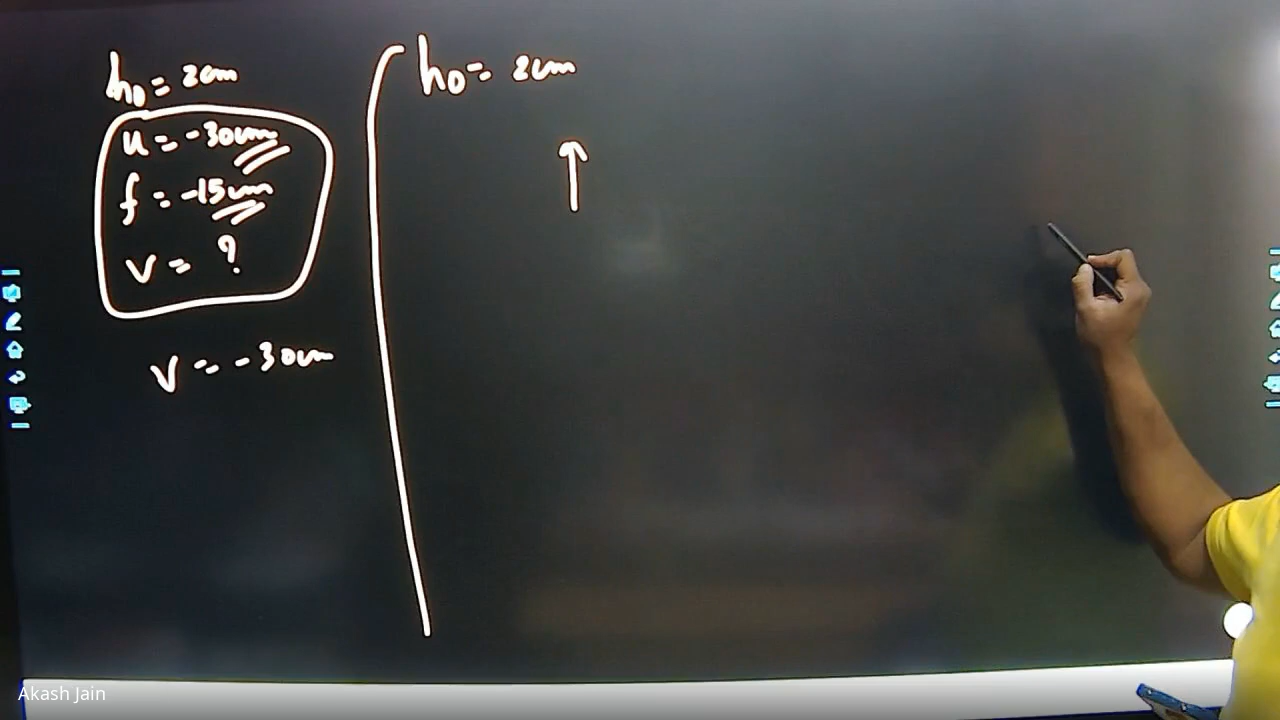 h₀ = 2cm
u = -30cm
f = -15cm
v = ?
v = -30cm
h₀ = 2cm
Akash Jain